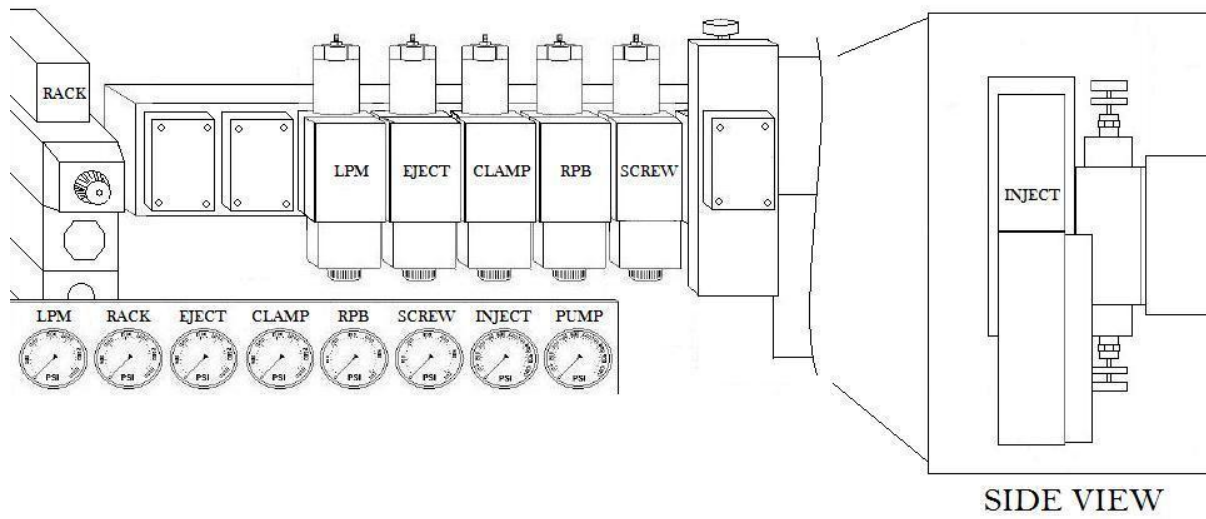 RACK
LPM EJECT CLAMP RPB SCREW
INJECT
LPM RACK EJECT CLAMP RPB SCREW INJECT PUMP
PSI PSI PSI PSI PSI PSI PSI PSI
SIDE VIEW